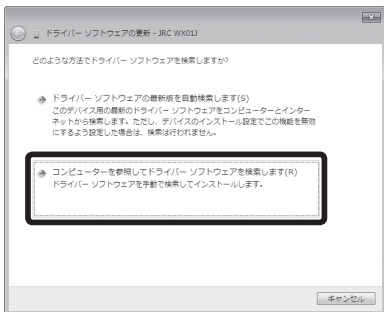 ドライバー ソフトウェアの更新 - JRC WX01J
どのような方法でドライバー ソフトウェアを検索しますか?
ドライバー ソフトウェアの最新版を自動検索します(S)
このデバイス用の最新のドライバー ソフトウェアをコンピューターとインター
ネットから検索します。ただし、デバイスのインストール設定でこの機能を無効
にするよう設定した場合は、検索は行われません。
コンピューターを参照してドライバー ソフトウェアを検索します(R)
ドライバー ソフトウェアを手動で検索してインストールします。
キャンセル